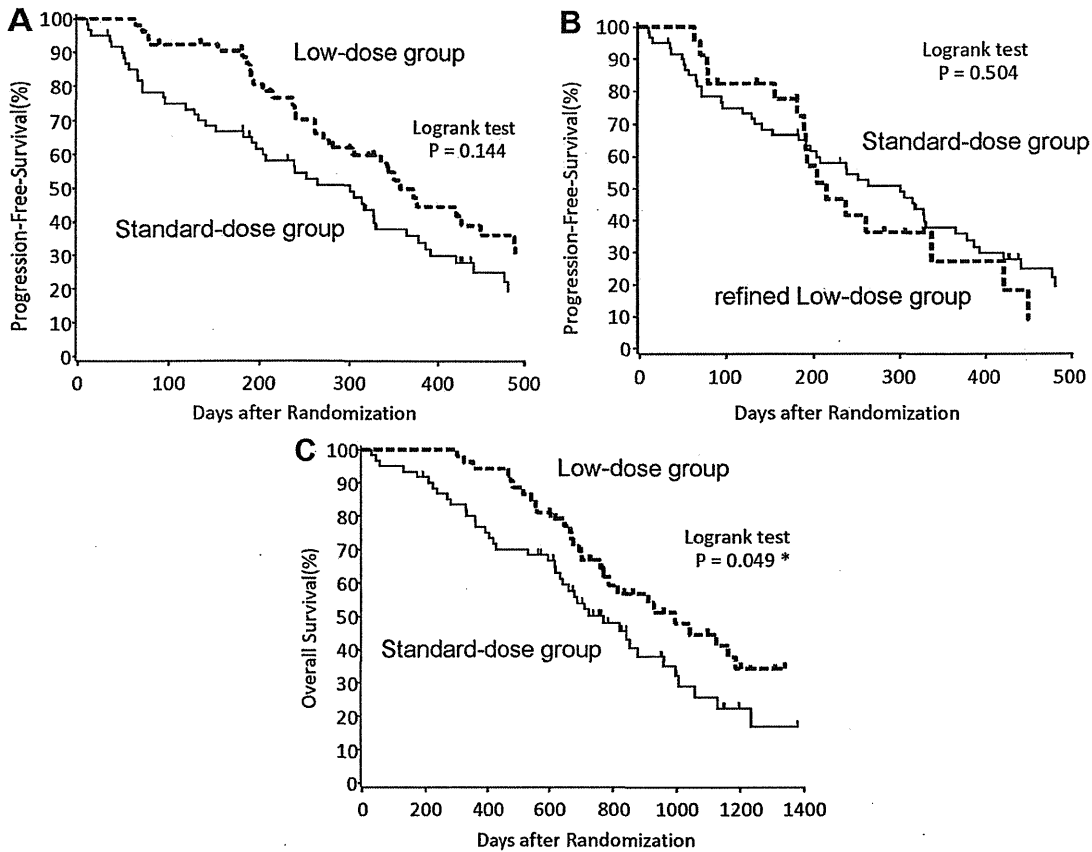 A
Progression-Free-Survival(%)
100
90
80
70
60
50
40
30
20
10
0
Low-dose group
Logrank test
P = 0.144
Standard-dose group
0 100 200 300 400 500
Days after Randomization
B
Progression-Free-Survival(%)
100
90
80
70
60
50
40
30
20
10
0
Logrank test
P = 0.504
Standard-dose group
refined Low-dose group
0 100 200 300 400 500
Days after Randomization
C
Overall Survival(%)
100
90
80
70
60
50
40
30
20
10
0
Low-dose group
Logrank test
P = 0.049 *
Standard-dose group
0 200 400 600 800 1000 1200 1400
Days after Randomization